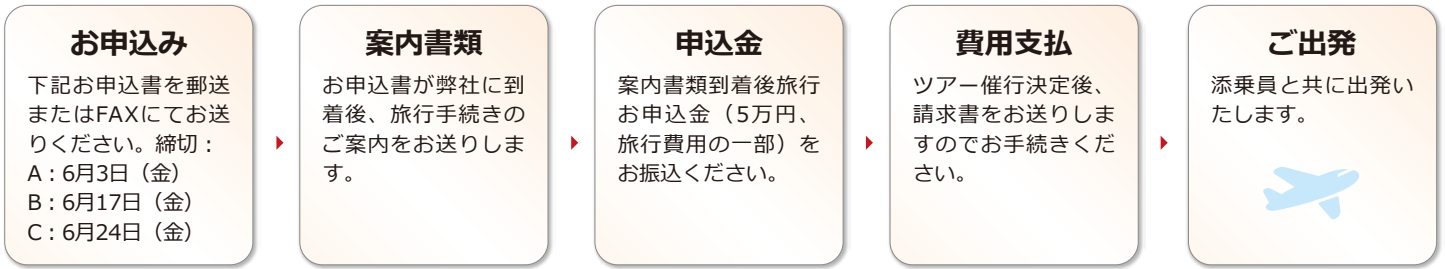 お申込み
下記お申込書を郵送
またはFAXにてお送
りください。締切：
A：6月3日（金）
B：6月17日（金）
C：6月24日（金）
案内書類
お申込書が弊社に到
着後、旅行手続きの
ご案内をお送りしま
す。
申込金
案内書類到着後旅行
お申込金（5万円、
旅行費用の一部）を
お振込ください。
費用支払
ツアー催行決定後、
請求書をお送りしま
すのでお手続きくだ
さい。
ご出発
添乗員と共に出発い
たします。